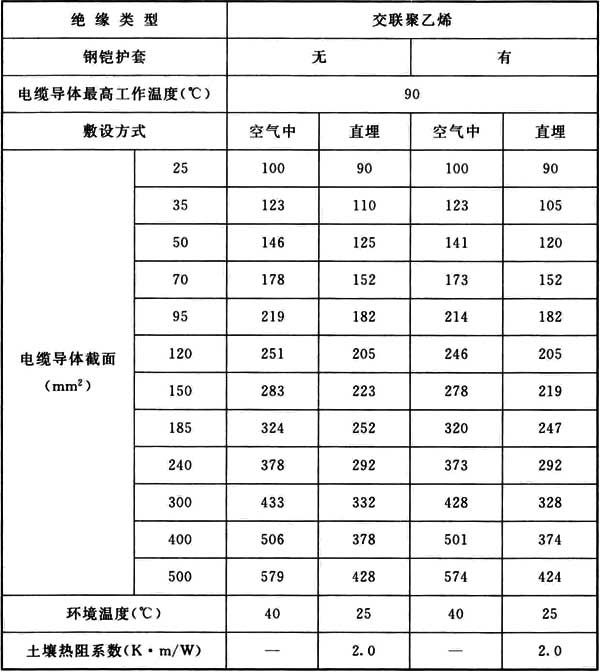 绝缘类型 交联聚乙烯
钢铠护套 无 有
电缆导体最高工作温度(℃) 90
敷设方式 空气中 直埋 空气中 直埋
25 100 90 100 90
35 123 110 123 105
50 146 125 141 120
70 178 152 173 152
95 219 182 214 182
电缆导体截面 120 251 205 246 205
(mm²) 150 283 223 278 219
185 324 252 320 247
240 378 292 373 292
300 433 332 428 328
400 506 378 501 374
500 579 428 574 424
环境温度(℃) 40 25 40 25
土壤热阻系数(K·m/W) — 2.0 — 2.0